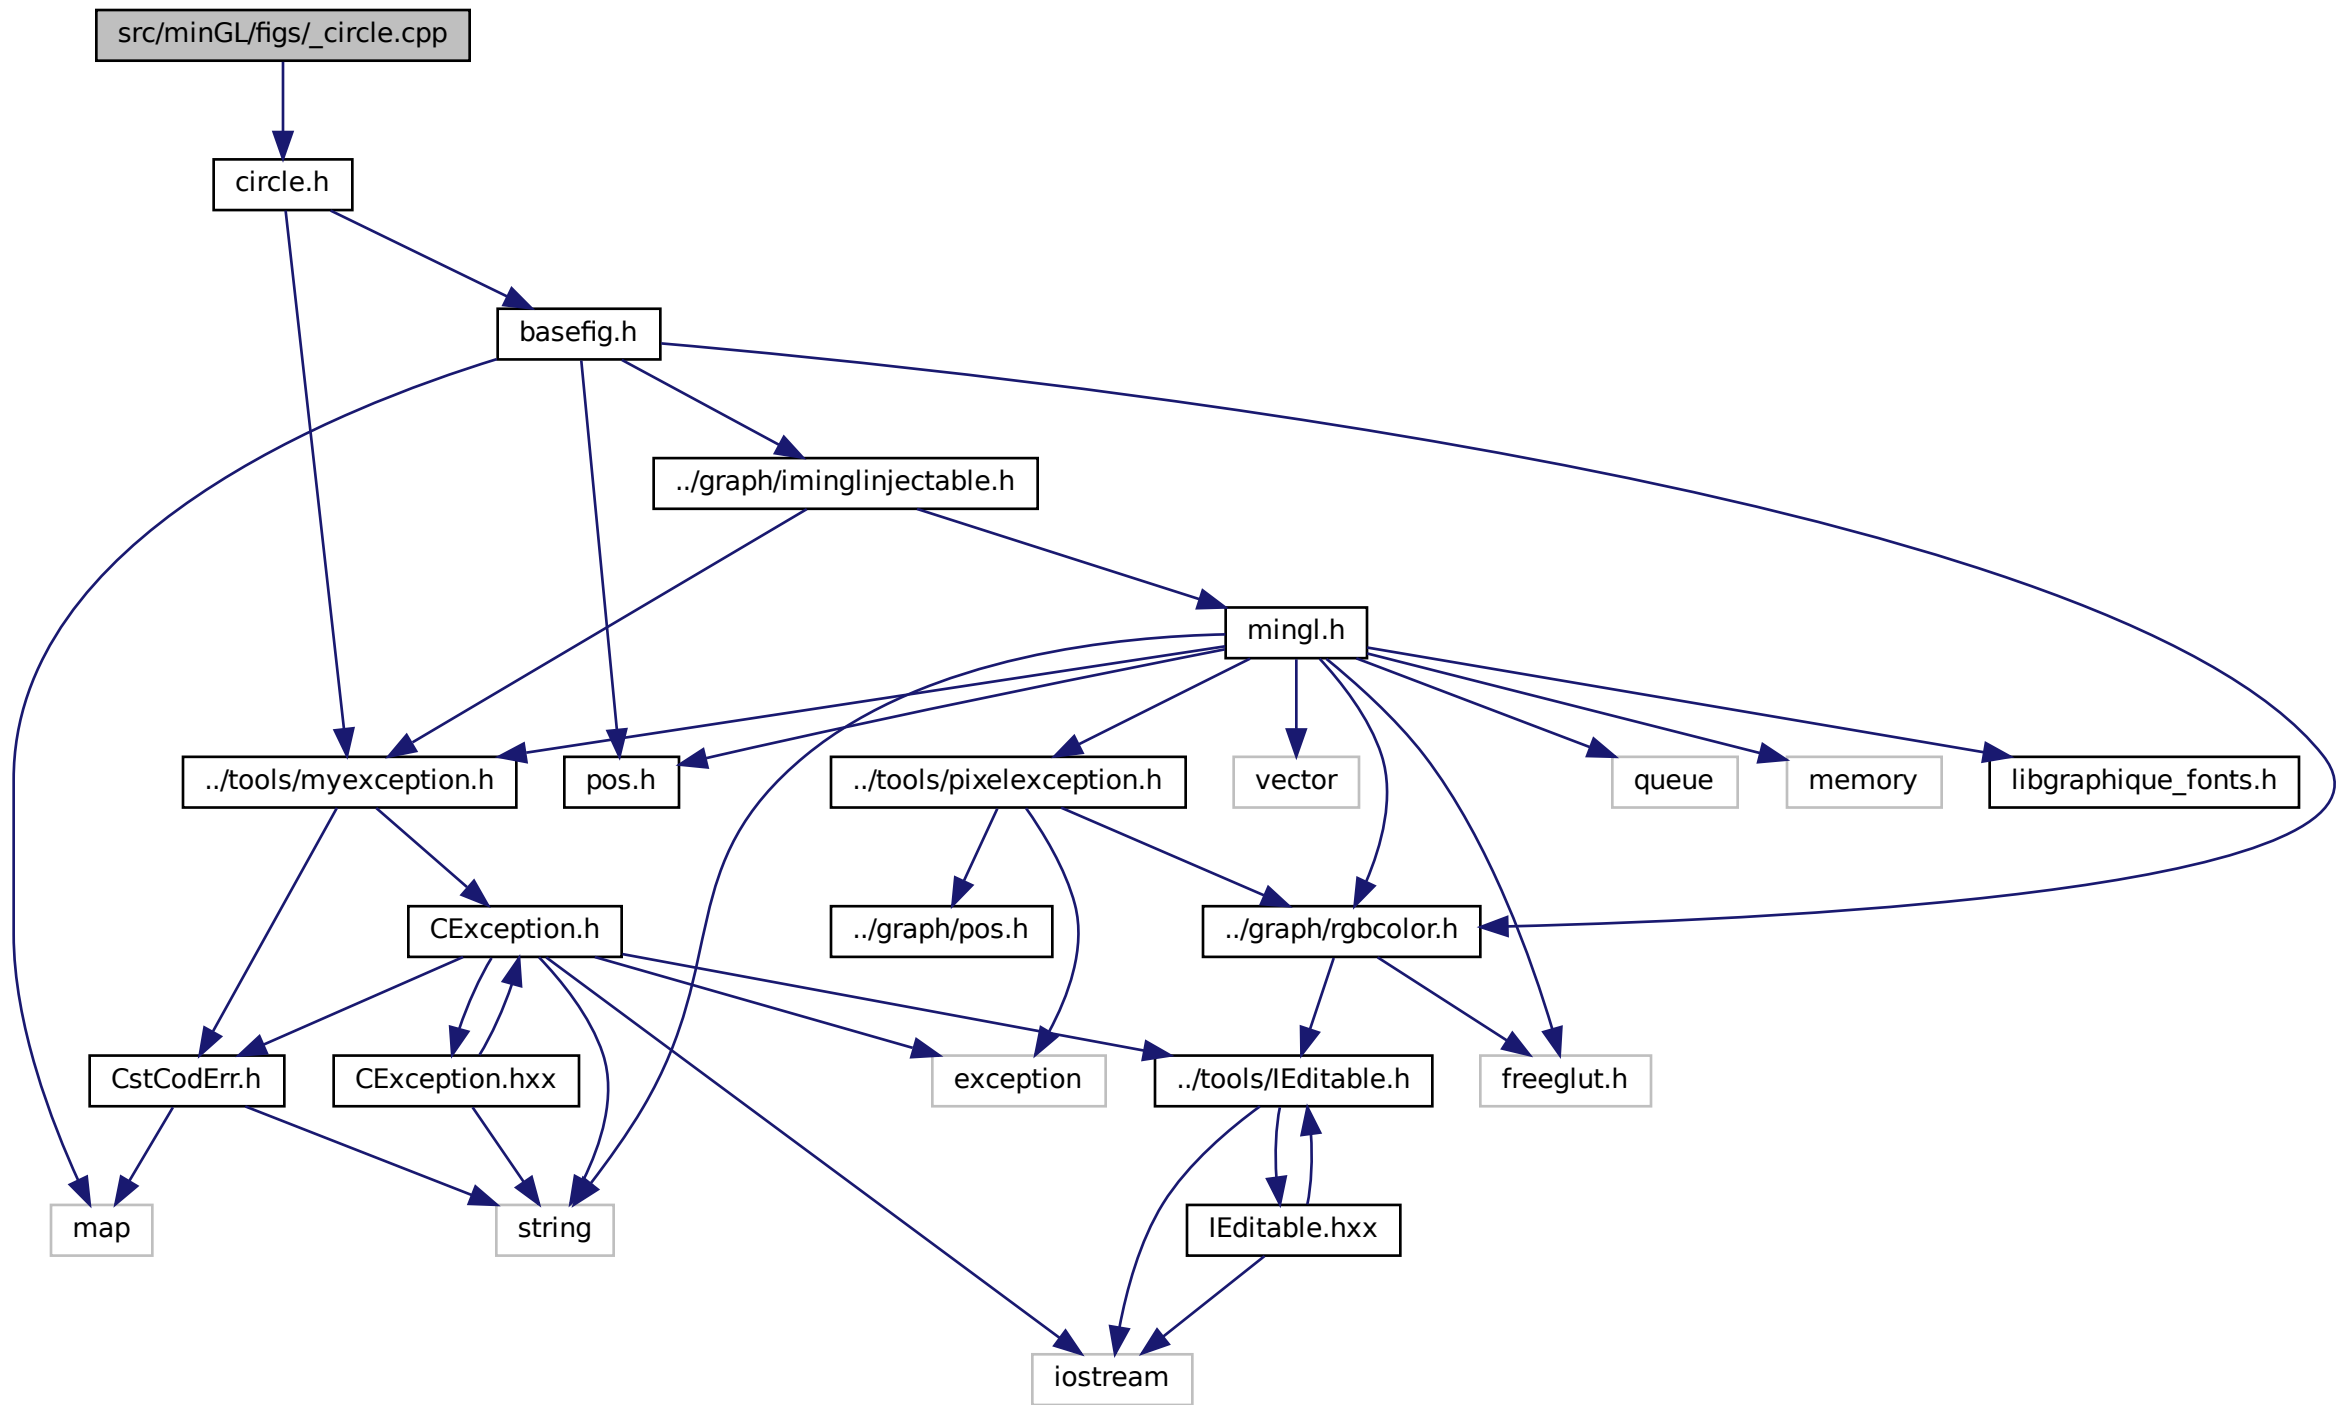 src/minGL/figs/_circle.cpp
circle.h
basefig.h
../graph/iminglinjectable.h
mingl.h
../tools/myexception.h
pos.h
../tools/pixelexception.h
vector
queue
memory
libgraphique_fonts.h
CException.h
../graph/pos.h
../graph/rgbcolor.h
CstCodErr.h
CException.hxx
exception
../tools/IEditable.h
freeglut.h
map
string
IEditable.hxx
iostream